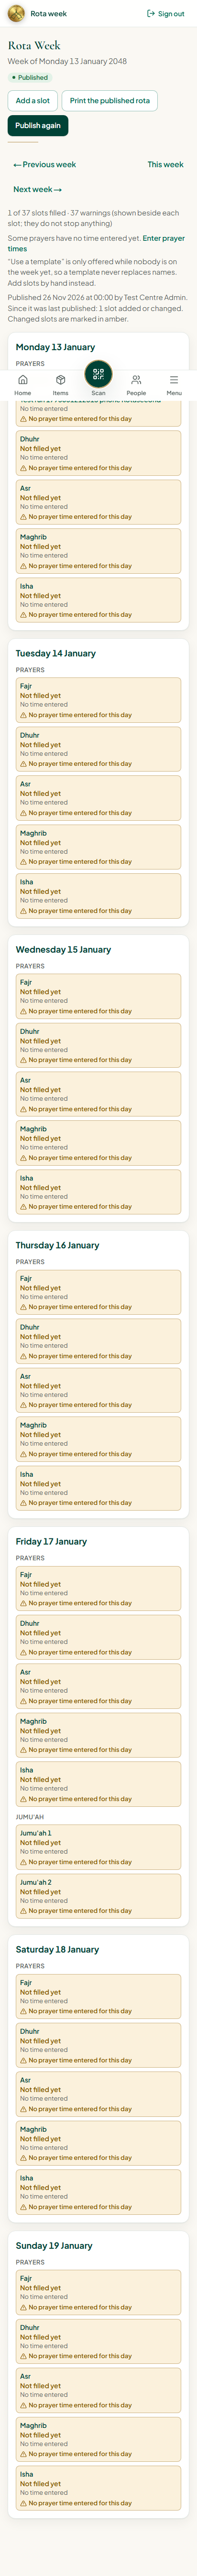 Rota week
Sign out
Rota Week
Week of Monday 13 January 2048
Published
Add a slot
Print the published rota
Publish again
← Previous week
This week
Next week →
1 of 37 slots filled · 37 warnings (shown beside each
slot; they do not stop anything)
Some prayers have no time entered yet. Enter prayer
times
"Use a template" is only offered while nobody is on
the week yet, so a template never replaces names.
Add slots by hand instead.
Published 26 Nov 2026 at 00:00 by Test Centre Admin.
Since it was last published: 1 slot added or changed.
Changed slots are marked in amber.
Monday 13 January
PRAYERS
Home
Items
Scan
People
Menu
No time entered
No prayer time entered for this day
Dhuhr
Not filled yet
No time entered
No prayer time entered for this day
Asr
Not filled yet
No time entered
No prayer time entered for this day
Maghrib
Not filled yet
No time entered
No prayer time entered for this day
Isha
Not filled yet
No time entered
No prayer time entered for this day
Tuesday 14 January
PRAYERS
Fajr
Not filled yet
No time entered
No prayer time entered for this day
Dhuhr
Not filled yet
No time entered
No prayer time entered for this day
Asr
Not filled yet
No time entered
No prayer time entered for this day
Maghrib
Not filled yet
No time entered
No prayer time entered for this day
Isha
Not filled yet
No time entered
No prayer time entered for this day
Wednesday 15 January
PRAYERS
Fajr
Not filled yet
No time entered
No prayer time entered for this day
Dhuhr
Not filled yet
No time entered
No prayer time entered for this day
Asr
Not filled yet
No time entered
No prayer time entered for this day
Maghrib
Not filled yet
No time entered
No prayer time entered for this day
Isha
Not filled yet
No time entered
No prayer time entered for this day
Thursday 16 January
PRAYERS
Fajr
Not filled yet
No time entered
No prayer time entered for this day
Dhuhr
Not filled yet
No time entered
No prayer time entered for this day
Asr
Not filled yet
No time entered
No prayer time entered for this day
Maghrib
Not filled yet
No time entered
No prayer time entered for this day
Isha
Not filled yet
No time entered
No prayer time entered for this day
Friday 17 January
PRAYERS
Fajr
Not filled yet
No time entered
No prayer time entered for this day
Dhuhr
Not filled yet
No time entered
No prayer time entered for this day
Asr
Not filled yet
No time entered
No prayer time entered for this day
Maghrib
Not filled yet
No time entered
No prayer time entered for this day
Isha
Not filled yet
No time entered
No prayer time entered for this day
JUMU'AH
Jumu'ah 1
Not filled yet
No time entered
No prayer time entered for this day
Jumu'ah 2
Not filled yet
No time entered
No prayer time entered for this day
Saturday 18 January
PRAYERS
Fajr
Not filled yet
No time entered
No prayer time entered for this day
Dhuhr
Not filled yet
No time entered
No prayer time entered for this day
Asr
Not filled yet
No time entered
No prayer time entered for this day
Maghrib
Not filled yet
No time entered
No prayer time entered for this day
Isha
Not filled yet
No time entered
No prayer time entered for this day
Sunday 19 January
PRAYERS
Fajr
Not filled yet
No time entered
No prayer time entered for this day
Dhuhr
Not filled yet
No time entered
No prayer time entered for this day
Asr
Not filled yet
No time entered
No prayer time entered for this day
Maghrib
Not filled yet
No time entered
No prayer time entered for this day
Isha
Not filled yet
No time entered
No prayer time entered for this day